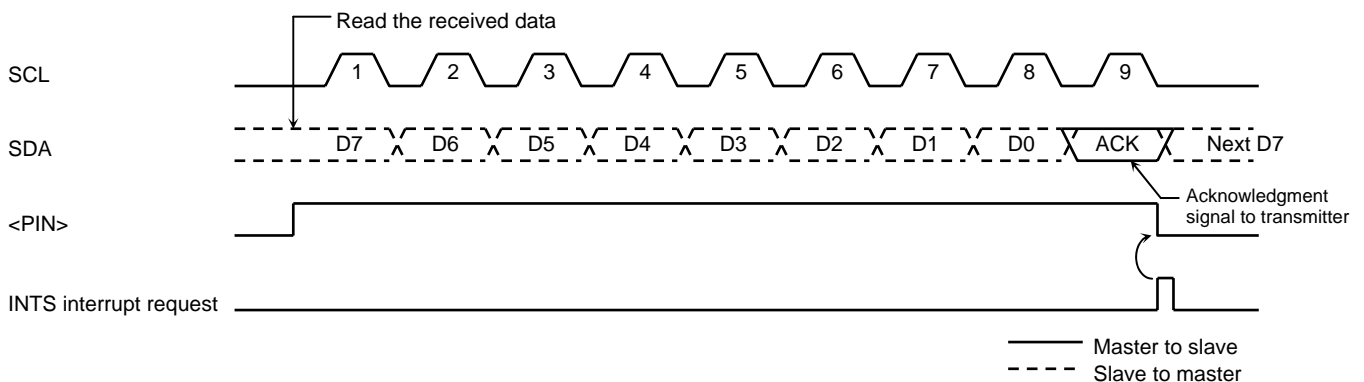 Read the received data
SCL
1 2 3 4 5 6 7 8 9
SDA
D7 D6 D5 D4 D3 D2 D1 D0 ACK Next D7
Acknowledgment
signal to transmitter
<PIN>
INTS interrupt request
Master to slave
Slave to master